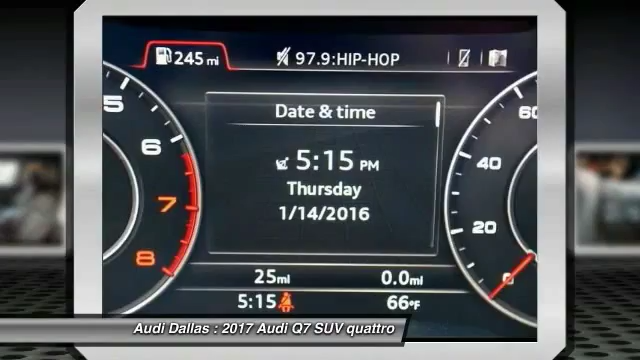 245 mi 97.9:HIP-HOP
Date & time
5:15 PM
Thursday
1/14/2016
5
6
7
8
60
40
20
0
25mi 0.0mi
5:15 66°F
Audi Dallas : 2017 Audi Q7 SUV quattro